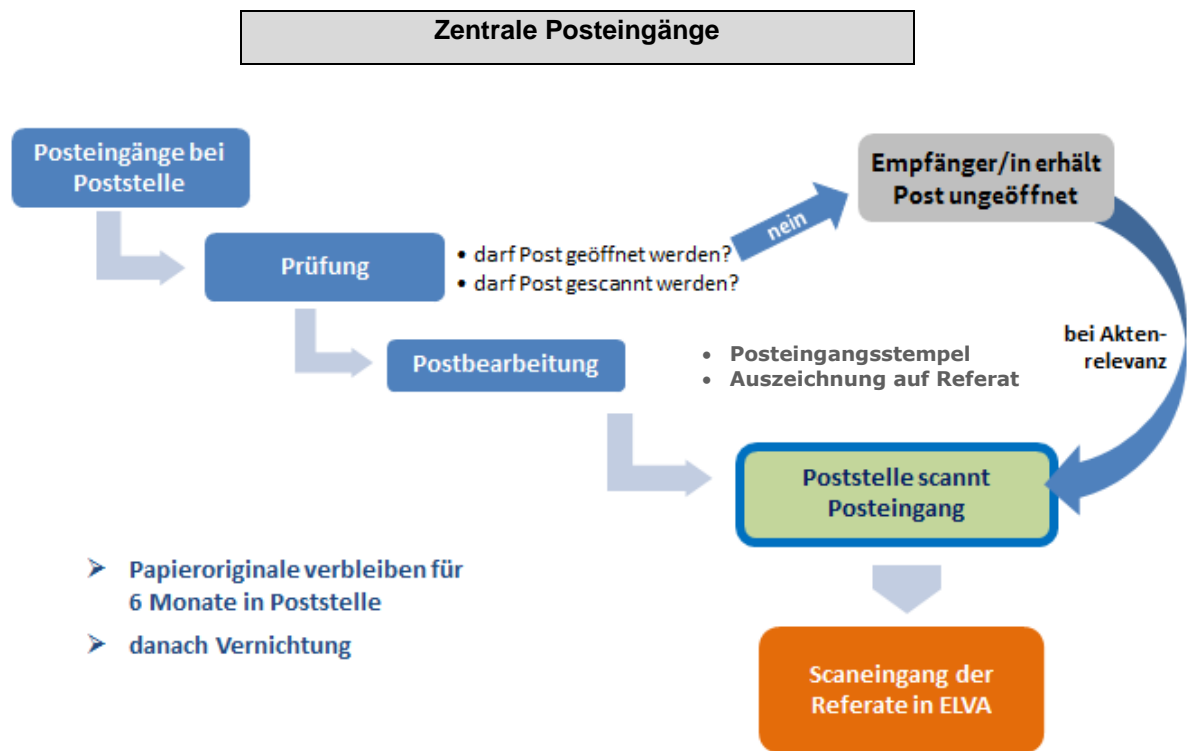 Zentrale Posteingänge
Posteingänge bei
Poststelle
Empfänger/in erhält
Post ungeöffnet
nein
Prüfung
• darf Post geöffnet werden?
• darf Post gescannt werden?
bei Akten-
relevanz
Postbearbeitung
• Posteingangsstempel
• Auszeichnung auf Referat
Poststelle scannt
Posteingang
➢ Papieroriginale verbleiben für
6 Monate in Poststelle
➢ danach Vernichtung
Scaneingang der
Referate in ELVA